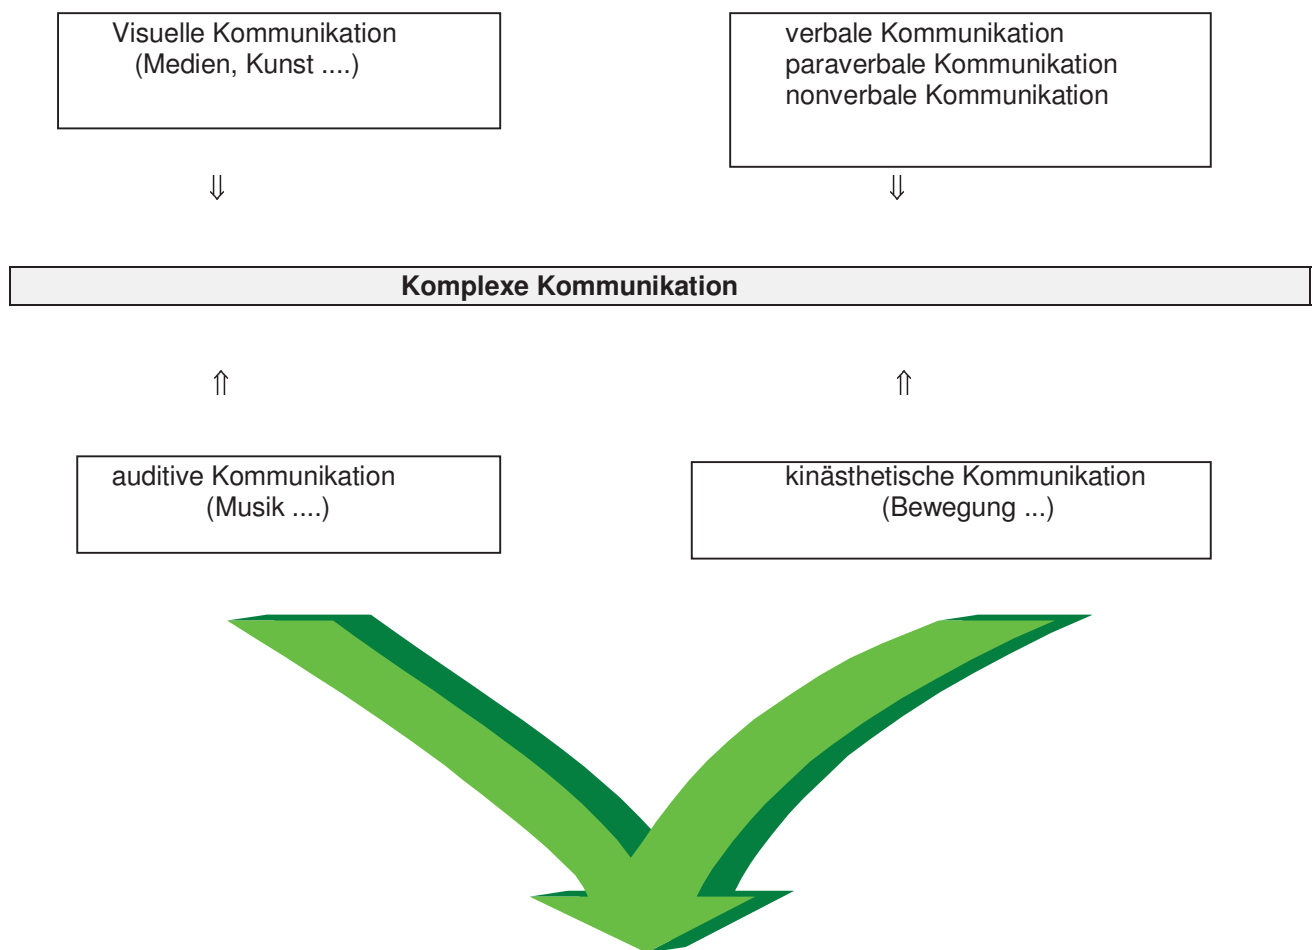 Visuelle Kommunikation
(Medien, Kunst ....)
verbale Kommunikation
paraverbale Kommunikation
nonverbale Kommunikation
⇓
⇓
Komplexe Kommunikation
⇑
⇑
auditive Kommunikation
(Musik ....)
kinästhetische Kommunikation
(Bewegung ...)